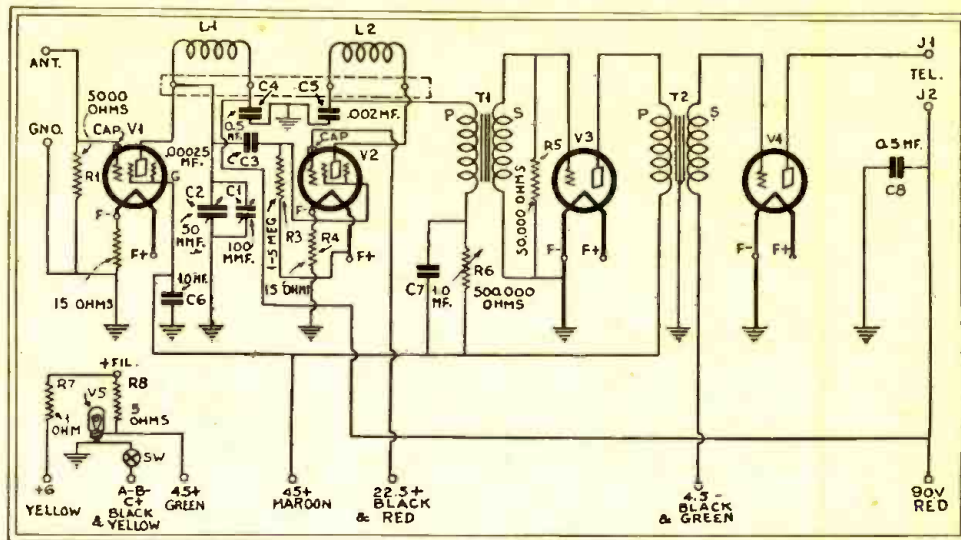 L1
L2
J1
ANT.
TEL.
J2
C4
C5
.002 MF.
T1
T2
P
S
P
S
5000
OHMS
GND.
CAP
V1
0.5
MF.
C3
CAP
V2
R5
V3
V4
0.5 MF.
C8
.00025
MF.
R1
G
C2
C1
50
MMF.
100
MMF.
1-5 MEG
R3
R4
F-
F+
F-
F+
50,000 OHMS
F-
F+
F-
F+
15 OHMS
1.0 MF.
C6
15 OHMS
C7
1.0
MF.
R6
500,000
OHMS
+FIL.
R7
V5
R8
1
OHM
5
OHMS
SW
+6
YELLOW
A-B-
C+
BLACK
& YELLOW
4.5+
GREEN
45+
MAROON
22.5+
BLACK
& RED
4.5-
BLACK
& GREEN
90V
RED